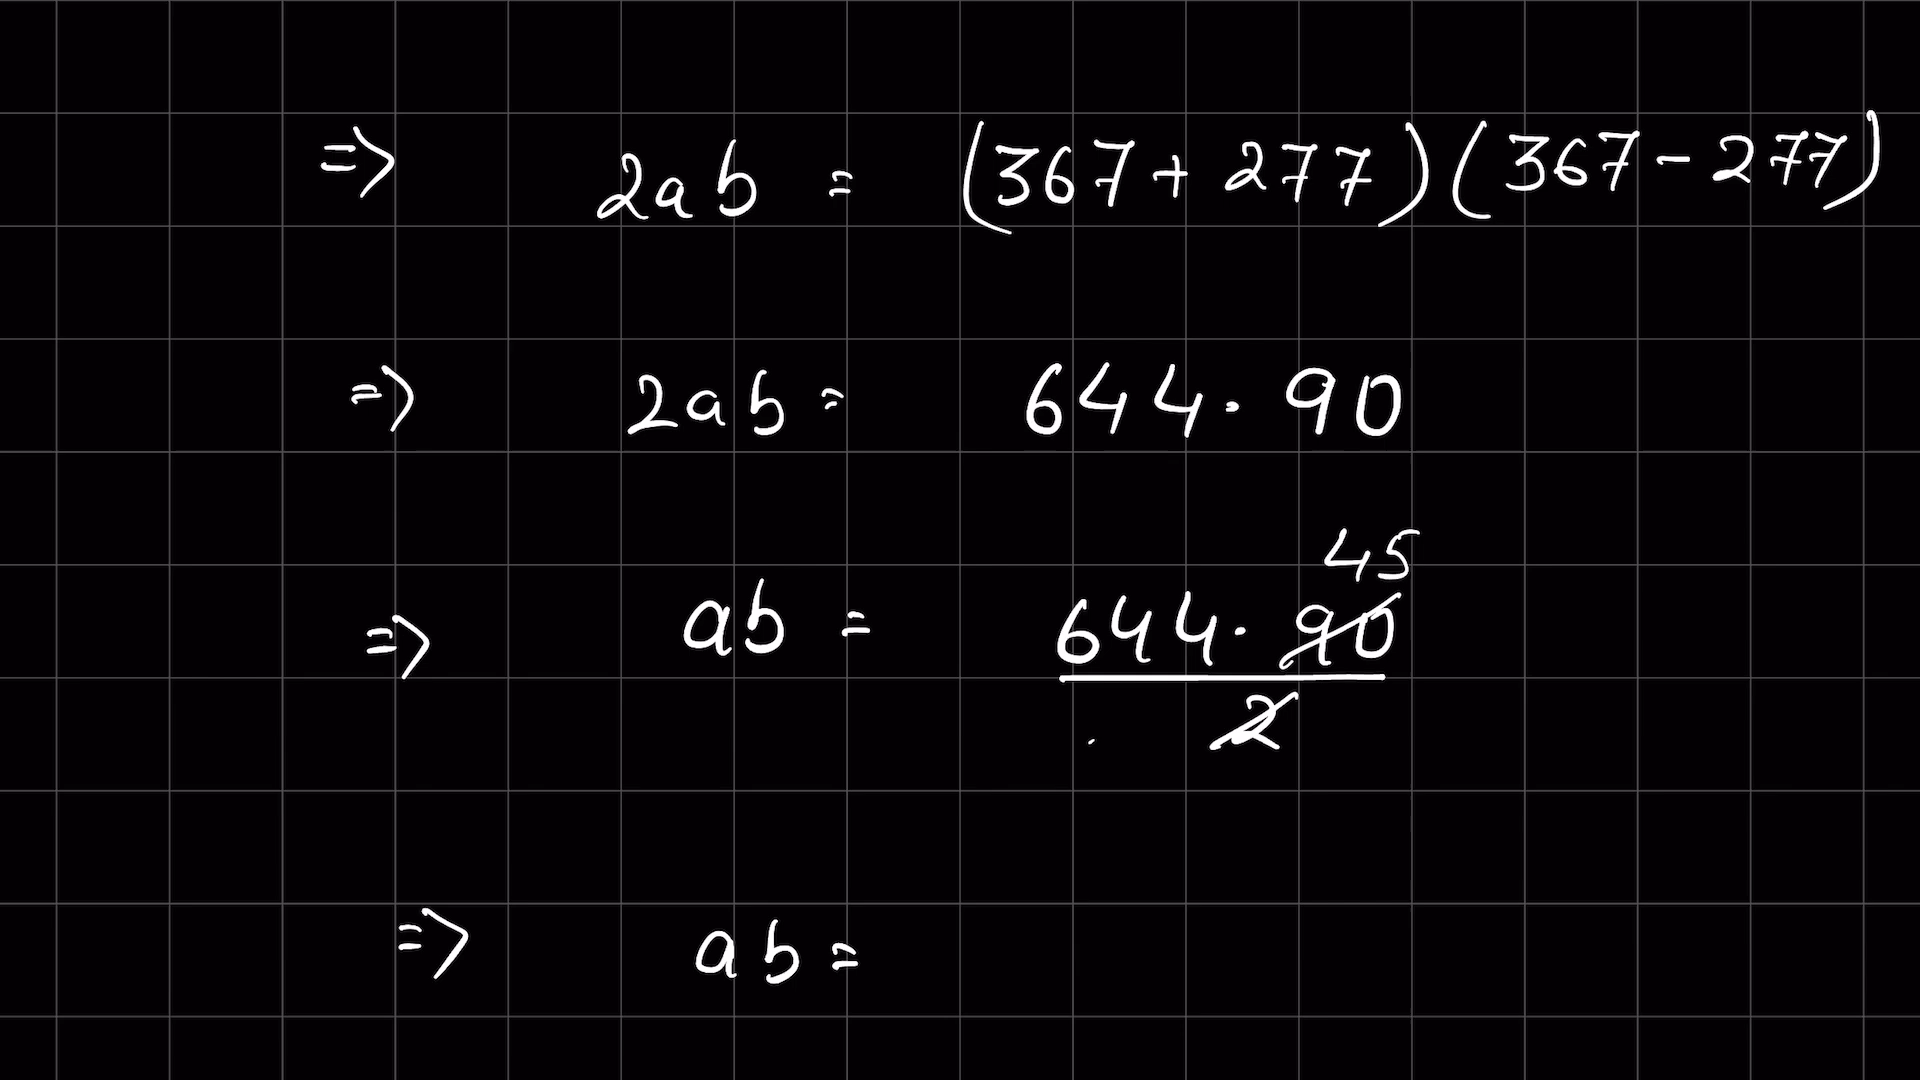 => 2ab = (367+277)(367-277)
=> 2ab = 644·90
45
=> ab = 644·90
2
=> ab =